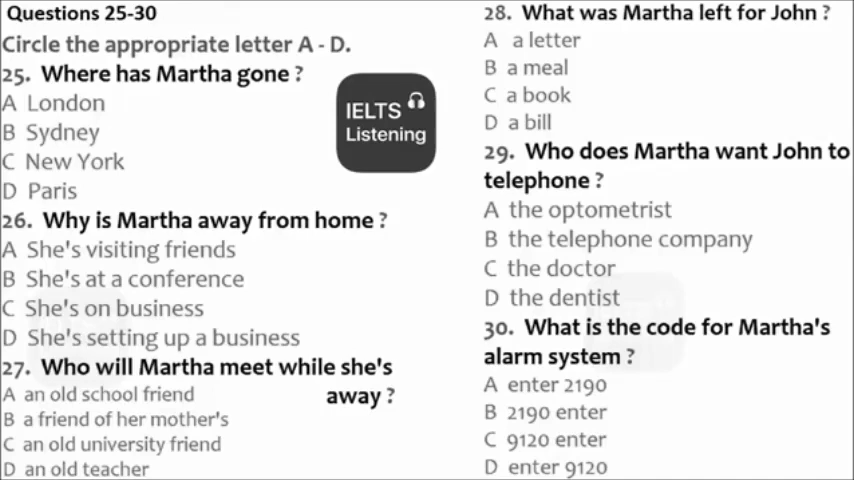 Questions 25-30
Circle the appropriate letter A - D.
25. Where has Martha gone ?
A London
B Sydney
C New York
D Paris
26. Why is Martha away from home ?
A She's visiting friends
B She's at a conference
C She's on business
D She's setting up a business
27. Who will Martha meet while she's
away ?
A an old school friend
B a friend of her mother's
C an old university friend
D an old teacher
IELTS
Listening
28. What was Martha left for John ?
A a letter
B a meal
C a book
D a bill
29. Who does Martha want John to
telephone ?
A the optometrist
B the telephone company
C the doctor
D the dentist
30. What is the code for Martha's
alarm system ?
A enter 2190
B 2190 enter
C 9120 enter
D enter 9120